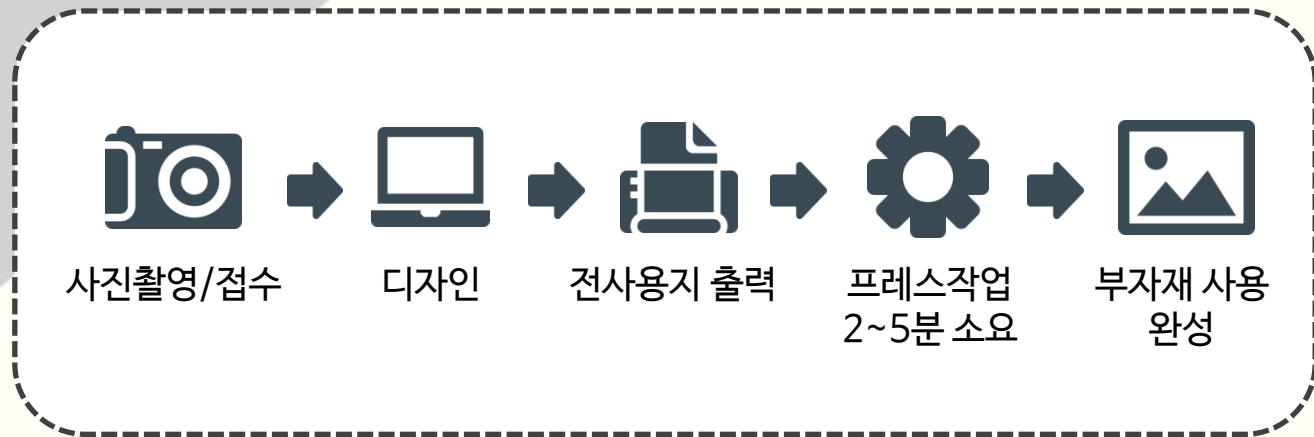 사진촬영/접수
디자인
전사용지 출력
프레스작업
2~5분 소요
부자재 사용
완성